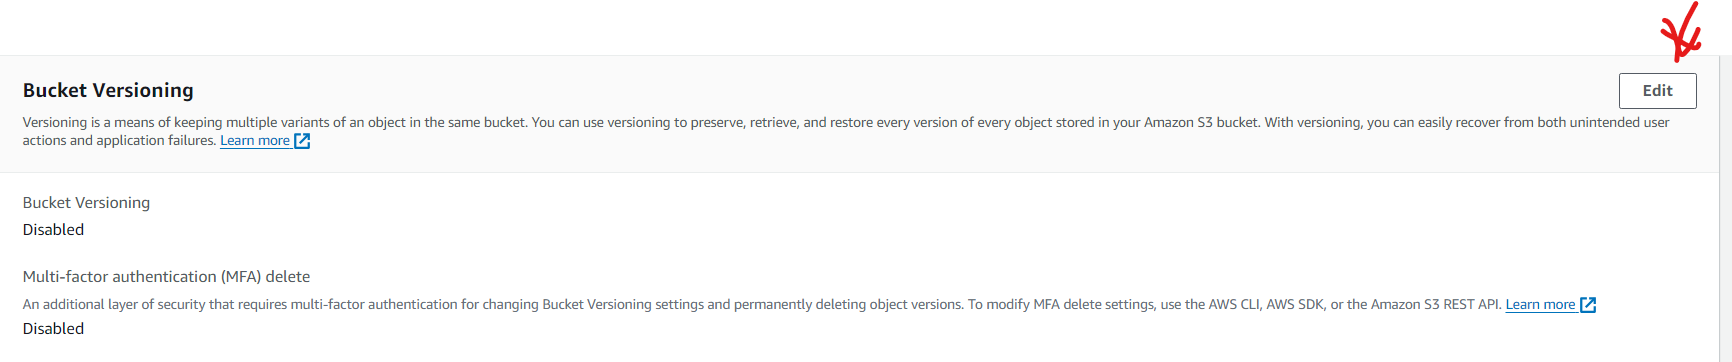 Bucket Versioning
Edit
Versioning is a means of keeping multiple variants of an object in the same bucket. You can use versioning to preserve, retrieve, and restore every version of every object stored in your Amazon S3 bucket. With versioning, you can easily recover from both unintended user
actions and application failures. Learn more
Bucket Versioning
Disabled
Multi-factor authentication (MFA) delete
An additional layer of security that requires multi-factor authentication for changing Bucket Versioning settings and permanently deleting object versions. To modify MFA delete settings, use the AWS CLI, AWS SDK, or the Amazon S3 REST API. Learn more
Disabled